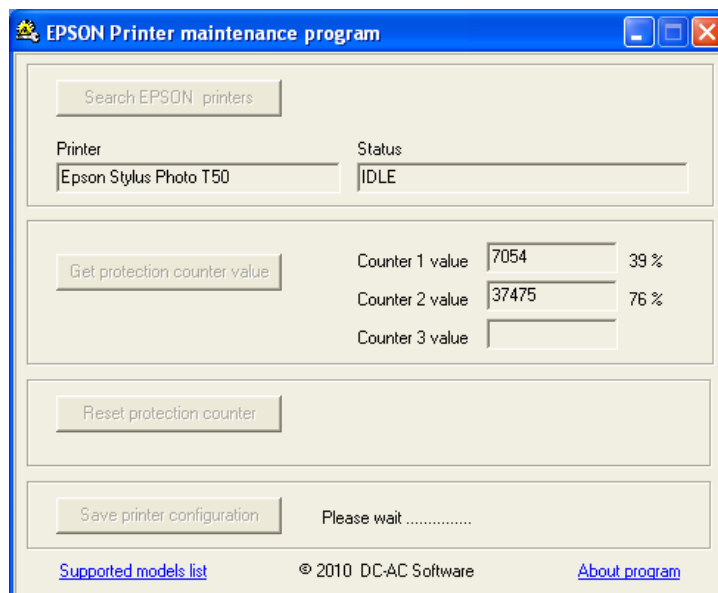 EPSON Printer maintenance program
Search EPSON printers
Printer Status
Epson Stylus Photo T50 IDLE
Get protection counter value
Counter 1 value 7054 39 %
Counter 2 value 37475 76 %
Counter 3 value
Reset protection counter
Save printer configuration Please wait ...............
Supported models list © 2010 DC-AC Software About program